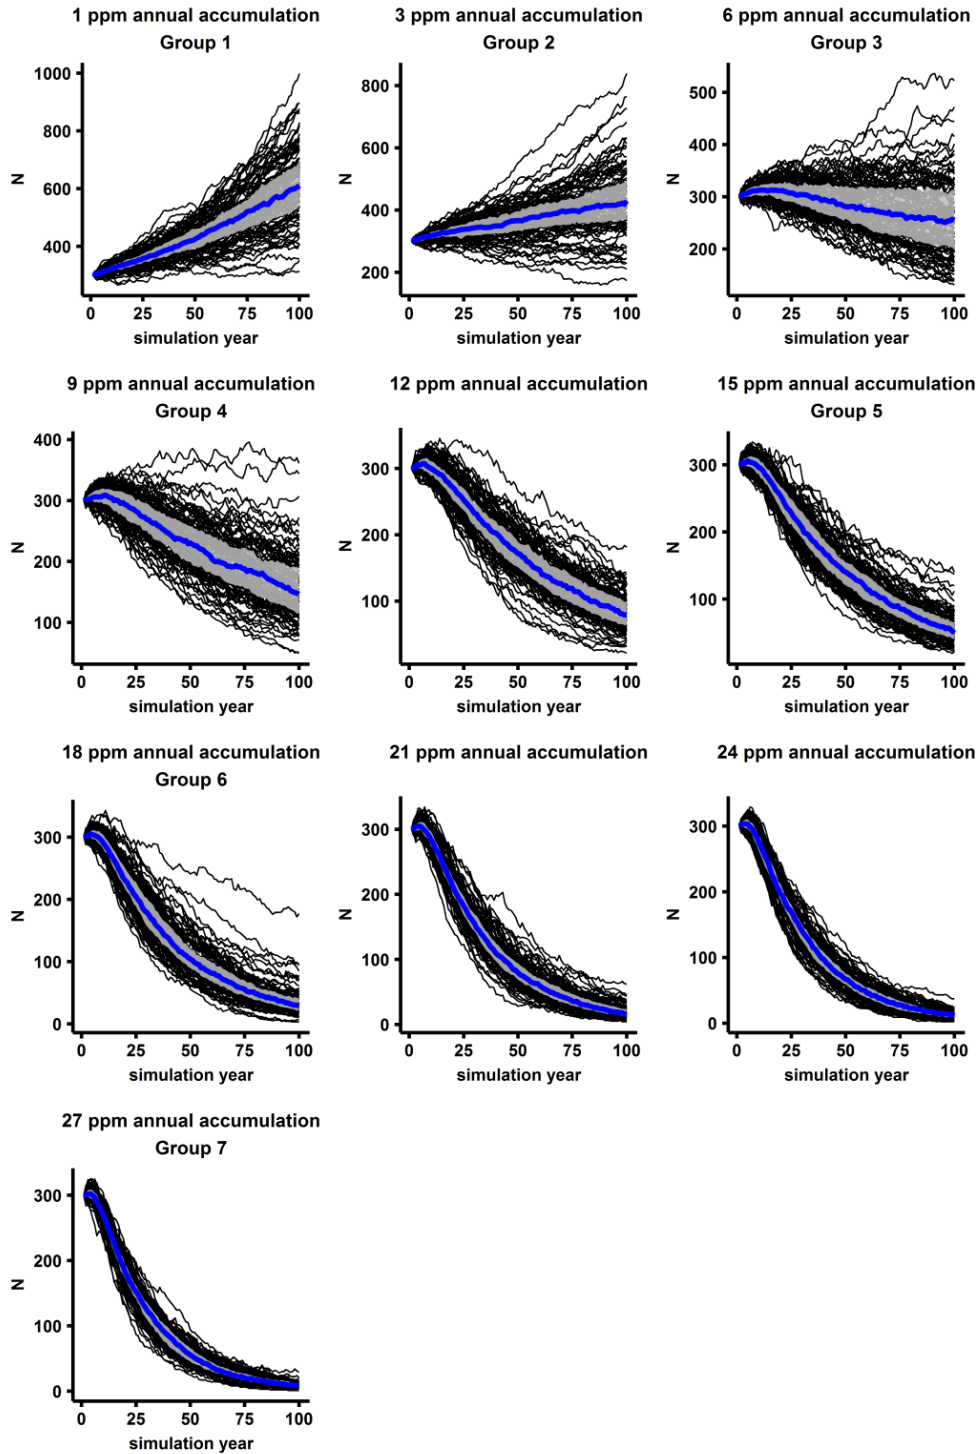 1 ppm annual accumulation
Group 1
1000
800
600
400
N
0 25 50 75 100
simulation year
3 ppm annual accumulation
Group 2
800
600
400
200
N
0 25 50 75 100
simulation year
6 ppm annual accumulation
Group 3
500
400
300
200
N
0 25 50 75 100
simulation year
9 ppm annual accumulation
Group 4
400
300
200
100
N
0 25 50 75 100
simulation year
12 ppm annual accumulation
300
200
100
N
0 25 50 75 100
simulation year
15 ppm annual accumulation
Group 5
300
200
100
N
0 25 50 75 100
simulation year
18 ppm annual accumulation
Group 6
300
200
100
0
N
0 25 50 75 100
simulation year
21 ppm annual accumulation
300
200
100
0
N
0 25 50 75 100
simulation year
24 ppm annual accumulation
300
200
100
0
N
0 25 50 75 100
simulation year
27 ppm annual accumulation
Group 7
300
200
100
0
N
0 25 50 75 100
simulation year